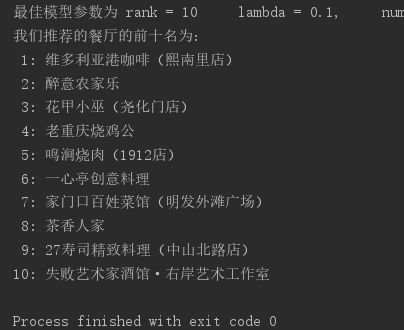 最佳模型参数为 rank = 10 lambda = 0.1, num
我们推荐的餐厅的前十名为:
1: 维多利亚港咖啡（熙南里店）
2: 醉意农家乐
3: 花甲小巫（尧化门店）
4: 老重庆烧鸡公
5: 鸣涧烧肉（1912店）
6: 一心亭创意料理
7: 家门口百姓菜馆（明发外滩广场）
8: 茶香人家
9: 27寿司精致料理（中山北路店）
10: 失败艺术家酒馆·右岸艺术工作室
Process finished with exit code 0